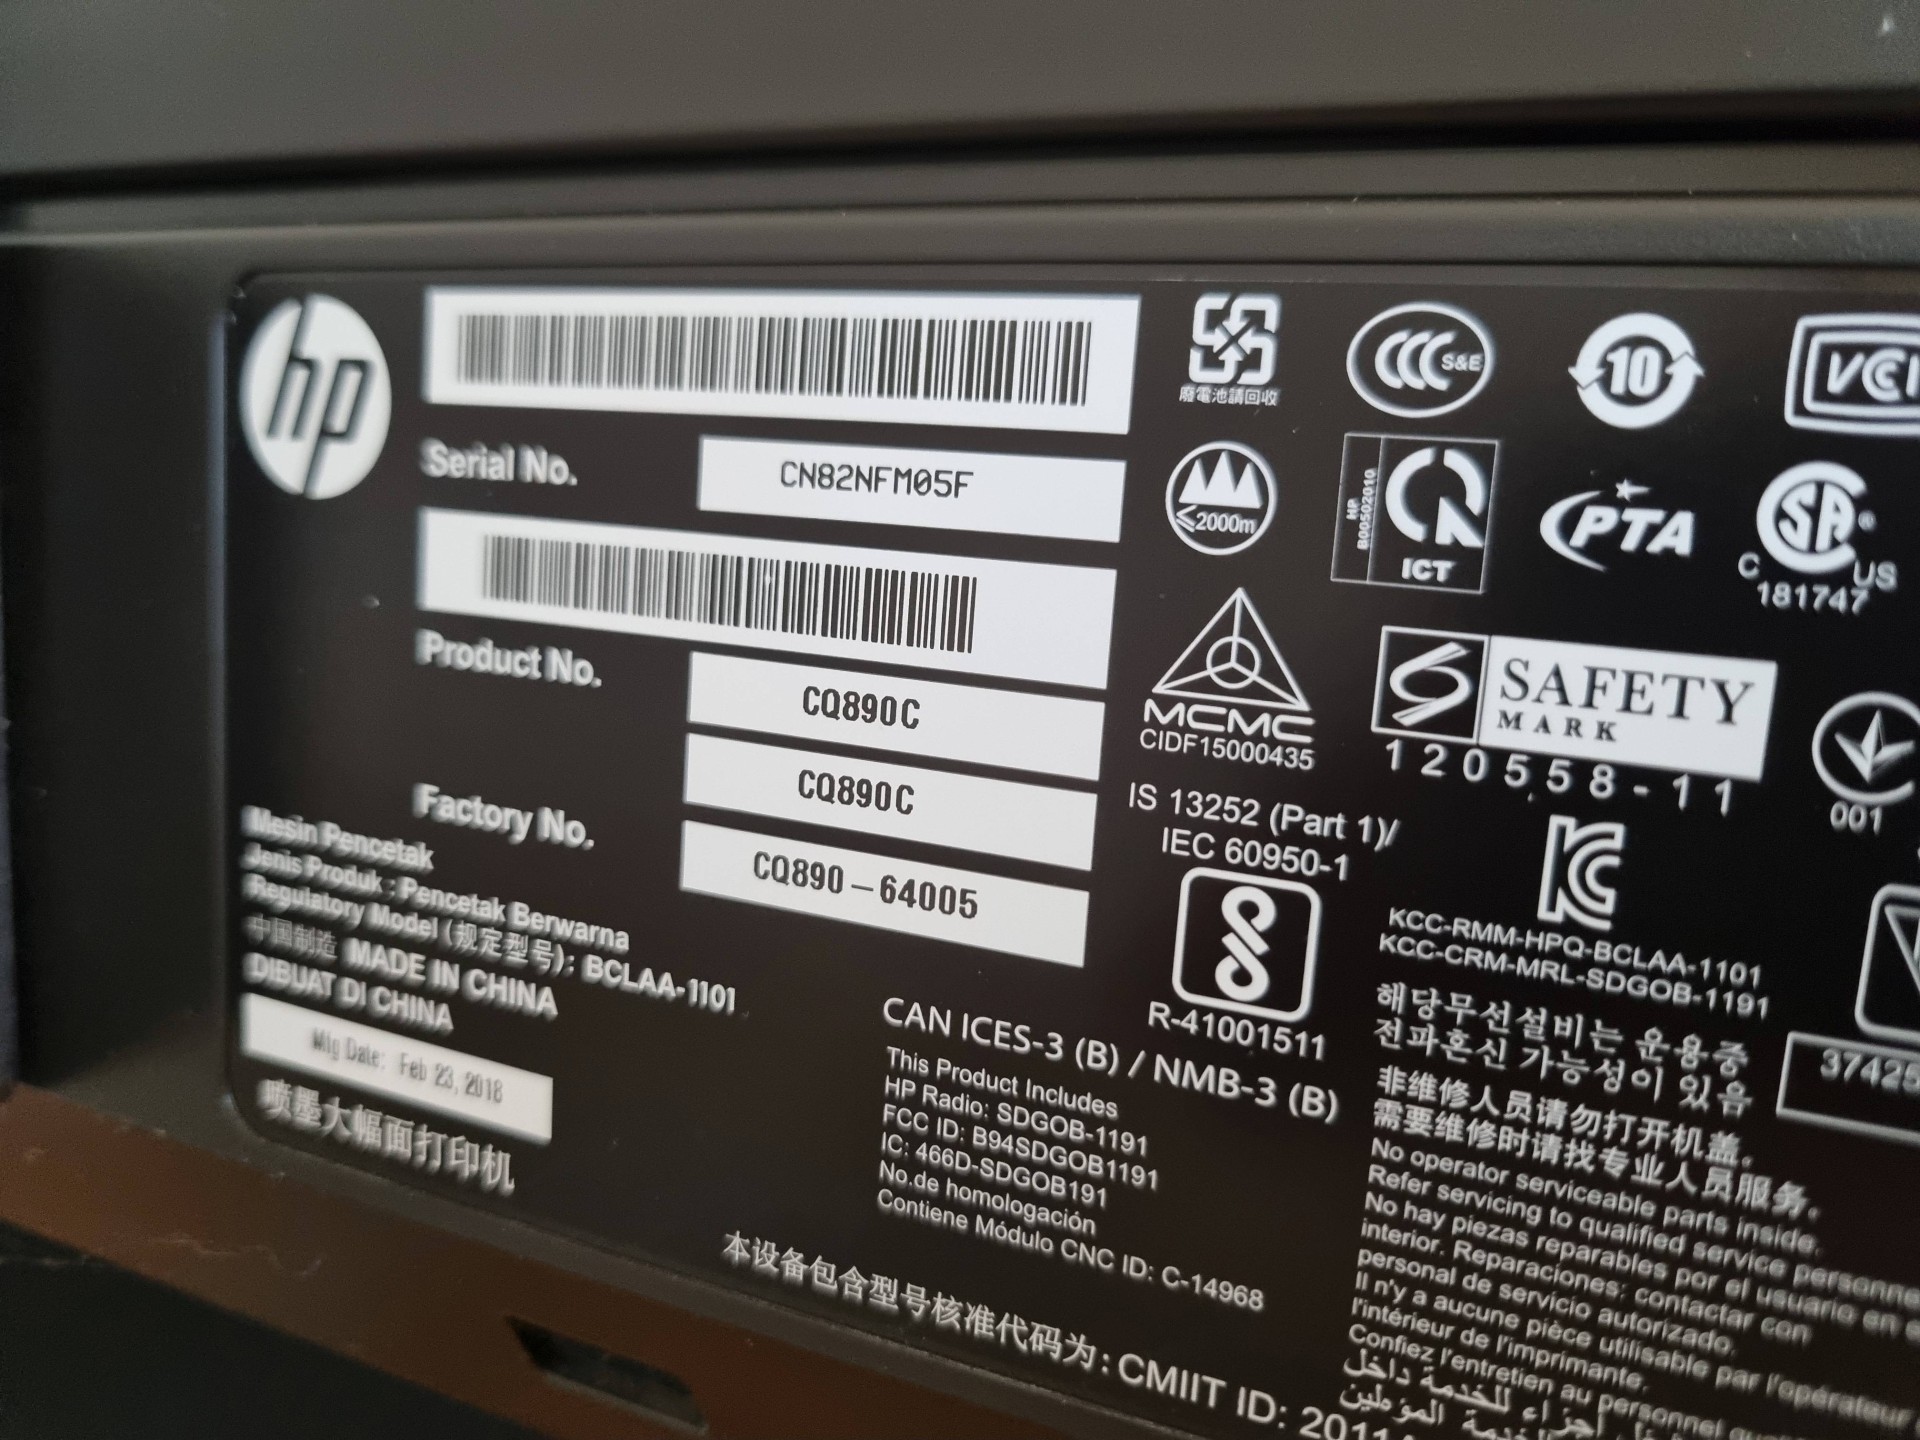 hp
Serial No.
CN82NFM05F
Product No.
CQ890C
CQ890C
Factory No.
CQ890-64005
Mesin Pencetak
Jenis Produk : Pencetak Berwarna
Regulatory Model (规定型号): BCLAA-1101
中国制造 MADE IN CHINA
DIBUAT DI CHINA
Mfg Date: Feb 23, 2018
喷墨大幅面打印机
廢電池請回收
CCC S&E
10
VCCI
≤2000m
HP
B00502010
ICT
PTA
SA
C US
181747
MCMC
CIDF15000435
SAFETY
MARK
120558-11
001
IS 13252 (Part 1)/
IEC 60950-1
R-41001511
KC
KCC-RMM-HPQ-BCLAA-1101
KCC-CRM-MRL-SDGOB-1191
해당무선설비는 운용중
전파혼신 가능성이 있음
37425
CAN ICES-3 (B) / NMB-3 (B)
This Product Includes
HP Radio: SDGOB-1191
FCC ID: B94SDGOB1191
IC: 466D-SDGOB191
No.de homologación
Contiene Módulo CNC ID: C-14968
非维修人员请勿打开机盖。
需要维修时请找专业人员服务。
No operator serviceable parts inside.
Refer servicing to qualified service personne
No hay piezas reparables por el usuario en e
interior. Reparaciones: contactar con
personal de servicio autorizado.
Il n'y a aucune pièce utilisable par l'opérateur
l'intérieur de l'imprimante.
Confiez l'entretien au personnel
本设备包含型号核准代码为: CMIIT ID: 2011